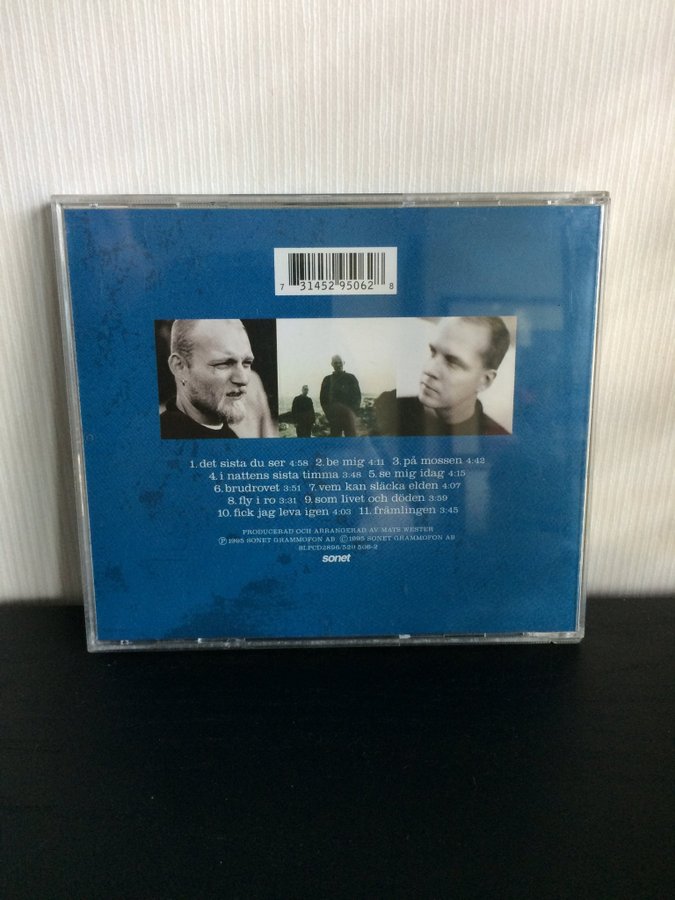 7 31452 95062 8
1. det sista du ser 4:58 2. be mig 4:11 3. på mossen 4:42
4. i nattens sista timma 3:48 5. se mig idag 4:15
6. brudrovet 3:51 7. vem kan släcka elden 4:07
8. fly i ro 3:31 9. som livet och döden 3:59
10. fick jag leva igen 4:03 11. främlingen 3:45
PRODUCERAD OCH ARRANGERAD AV MATS WESTER
Ⓟ 1995 SONET GRAMMOFON AB Ⓒ 1995 SONET GRAMMOFON AB
SLPCD2896/529 506-2
sonet